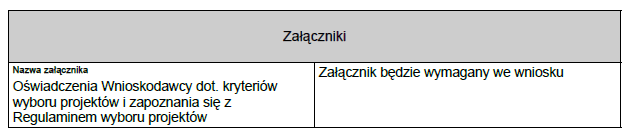 Załączniki
Nazwa załącznika
Oświadczenia Wnioskodawcy dot. kryteriów
wyboru projektów i zapoznania się z
Regulaminem wyboru projektów
Załącznik będzie wymagany we wniosku